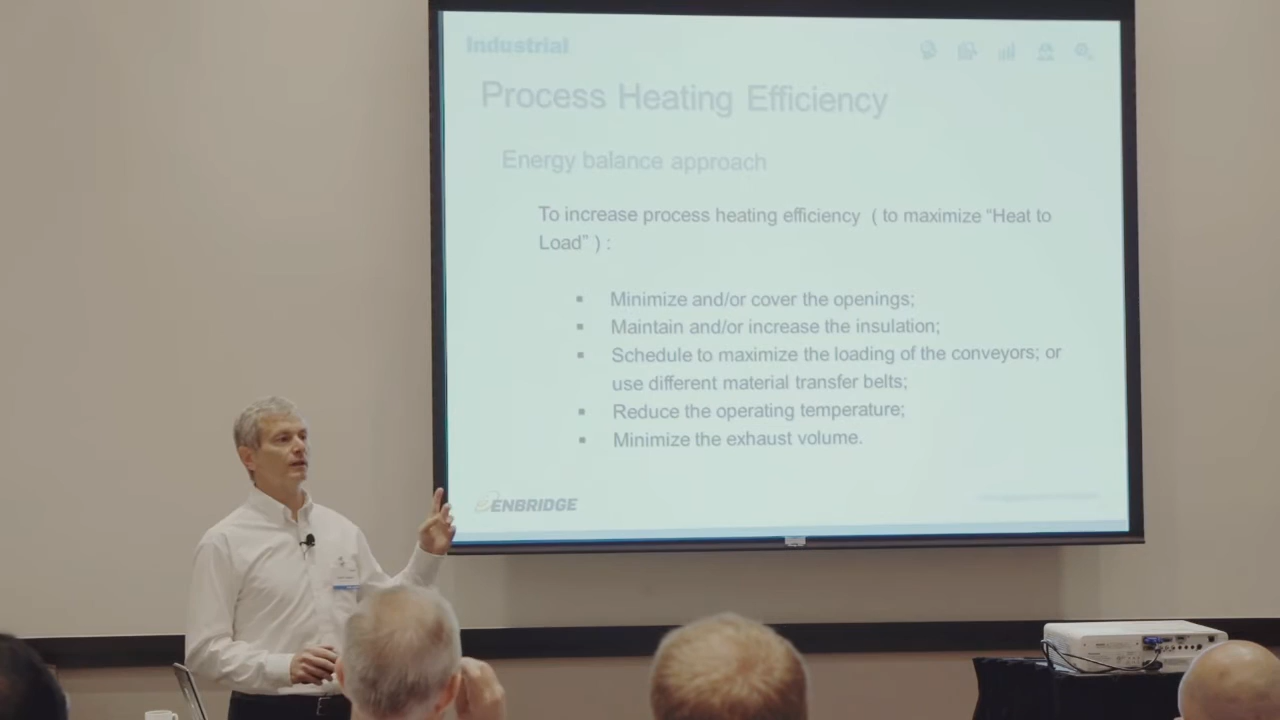 Industrial
Process Heating Efficiency
Energy balance approach
To increase process heating efficiency ( to maximize “Heat to
Load” ) :
Minimize and/or cover the openings;
Maintain and/or increase the insulation;
Schedule to maximize the loading of the conveyors; or
use different material transfer belts;
Reduce the operating temperature;
Minimize the exhaust volume.
ENBRIDGE